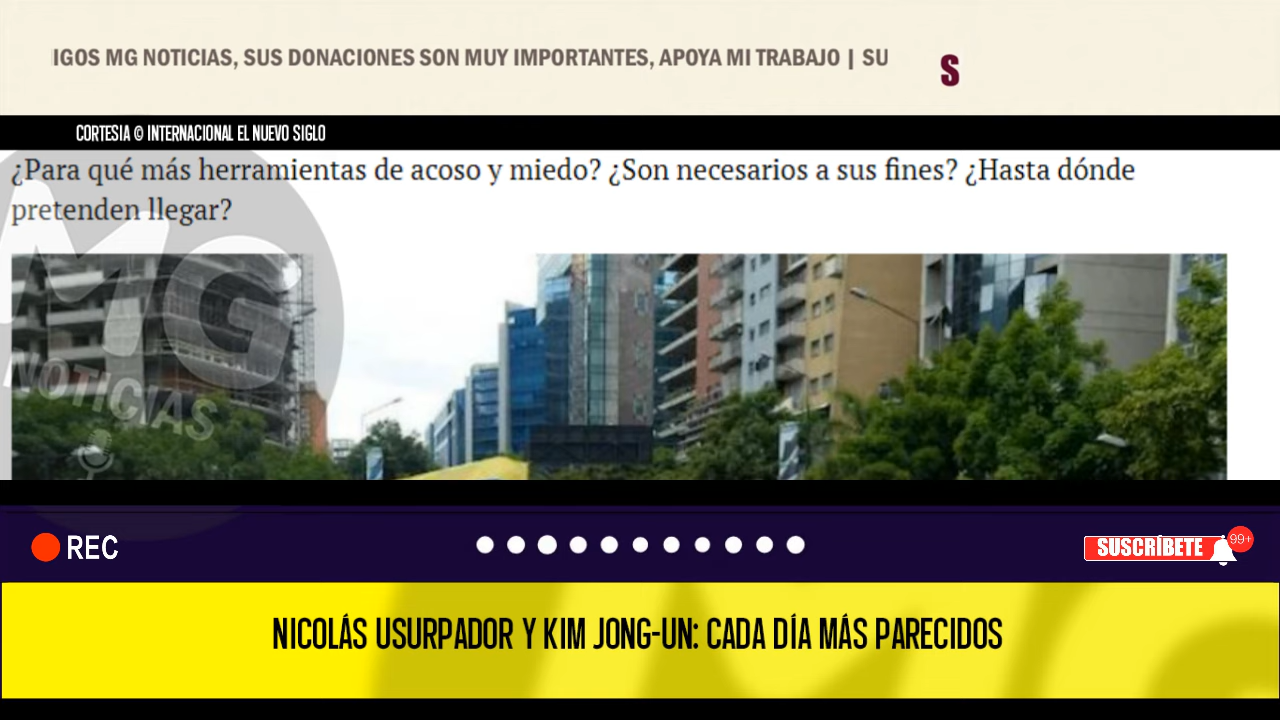 IGOS MG NOTICIAS, SUS DONACIONES SON MUY IMPORTANTES, APOYA MI TRABAJO | SU
S
CORTESIA © INTERNACIONAL EL NUEVO SIGLO
¿Para qué más herramientas de acoso y miedo? ¿Son necesarios a sus fines? ¿Hasta dónde
pretenden llegar?
MG
NOTICIAS
REC
SUSCRÍBETE
99+
NICOLÁS USURPADOR Y KIM JONG-UN: CADA DÍA MÁS PARECIDOS